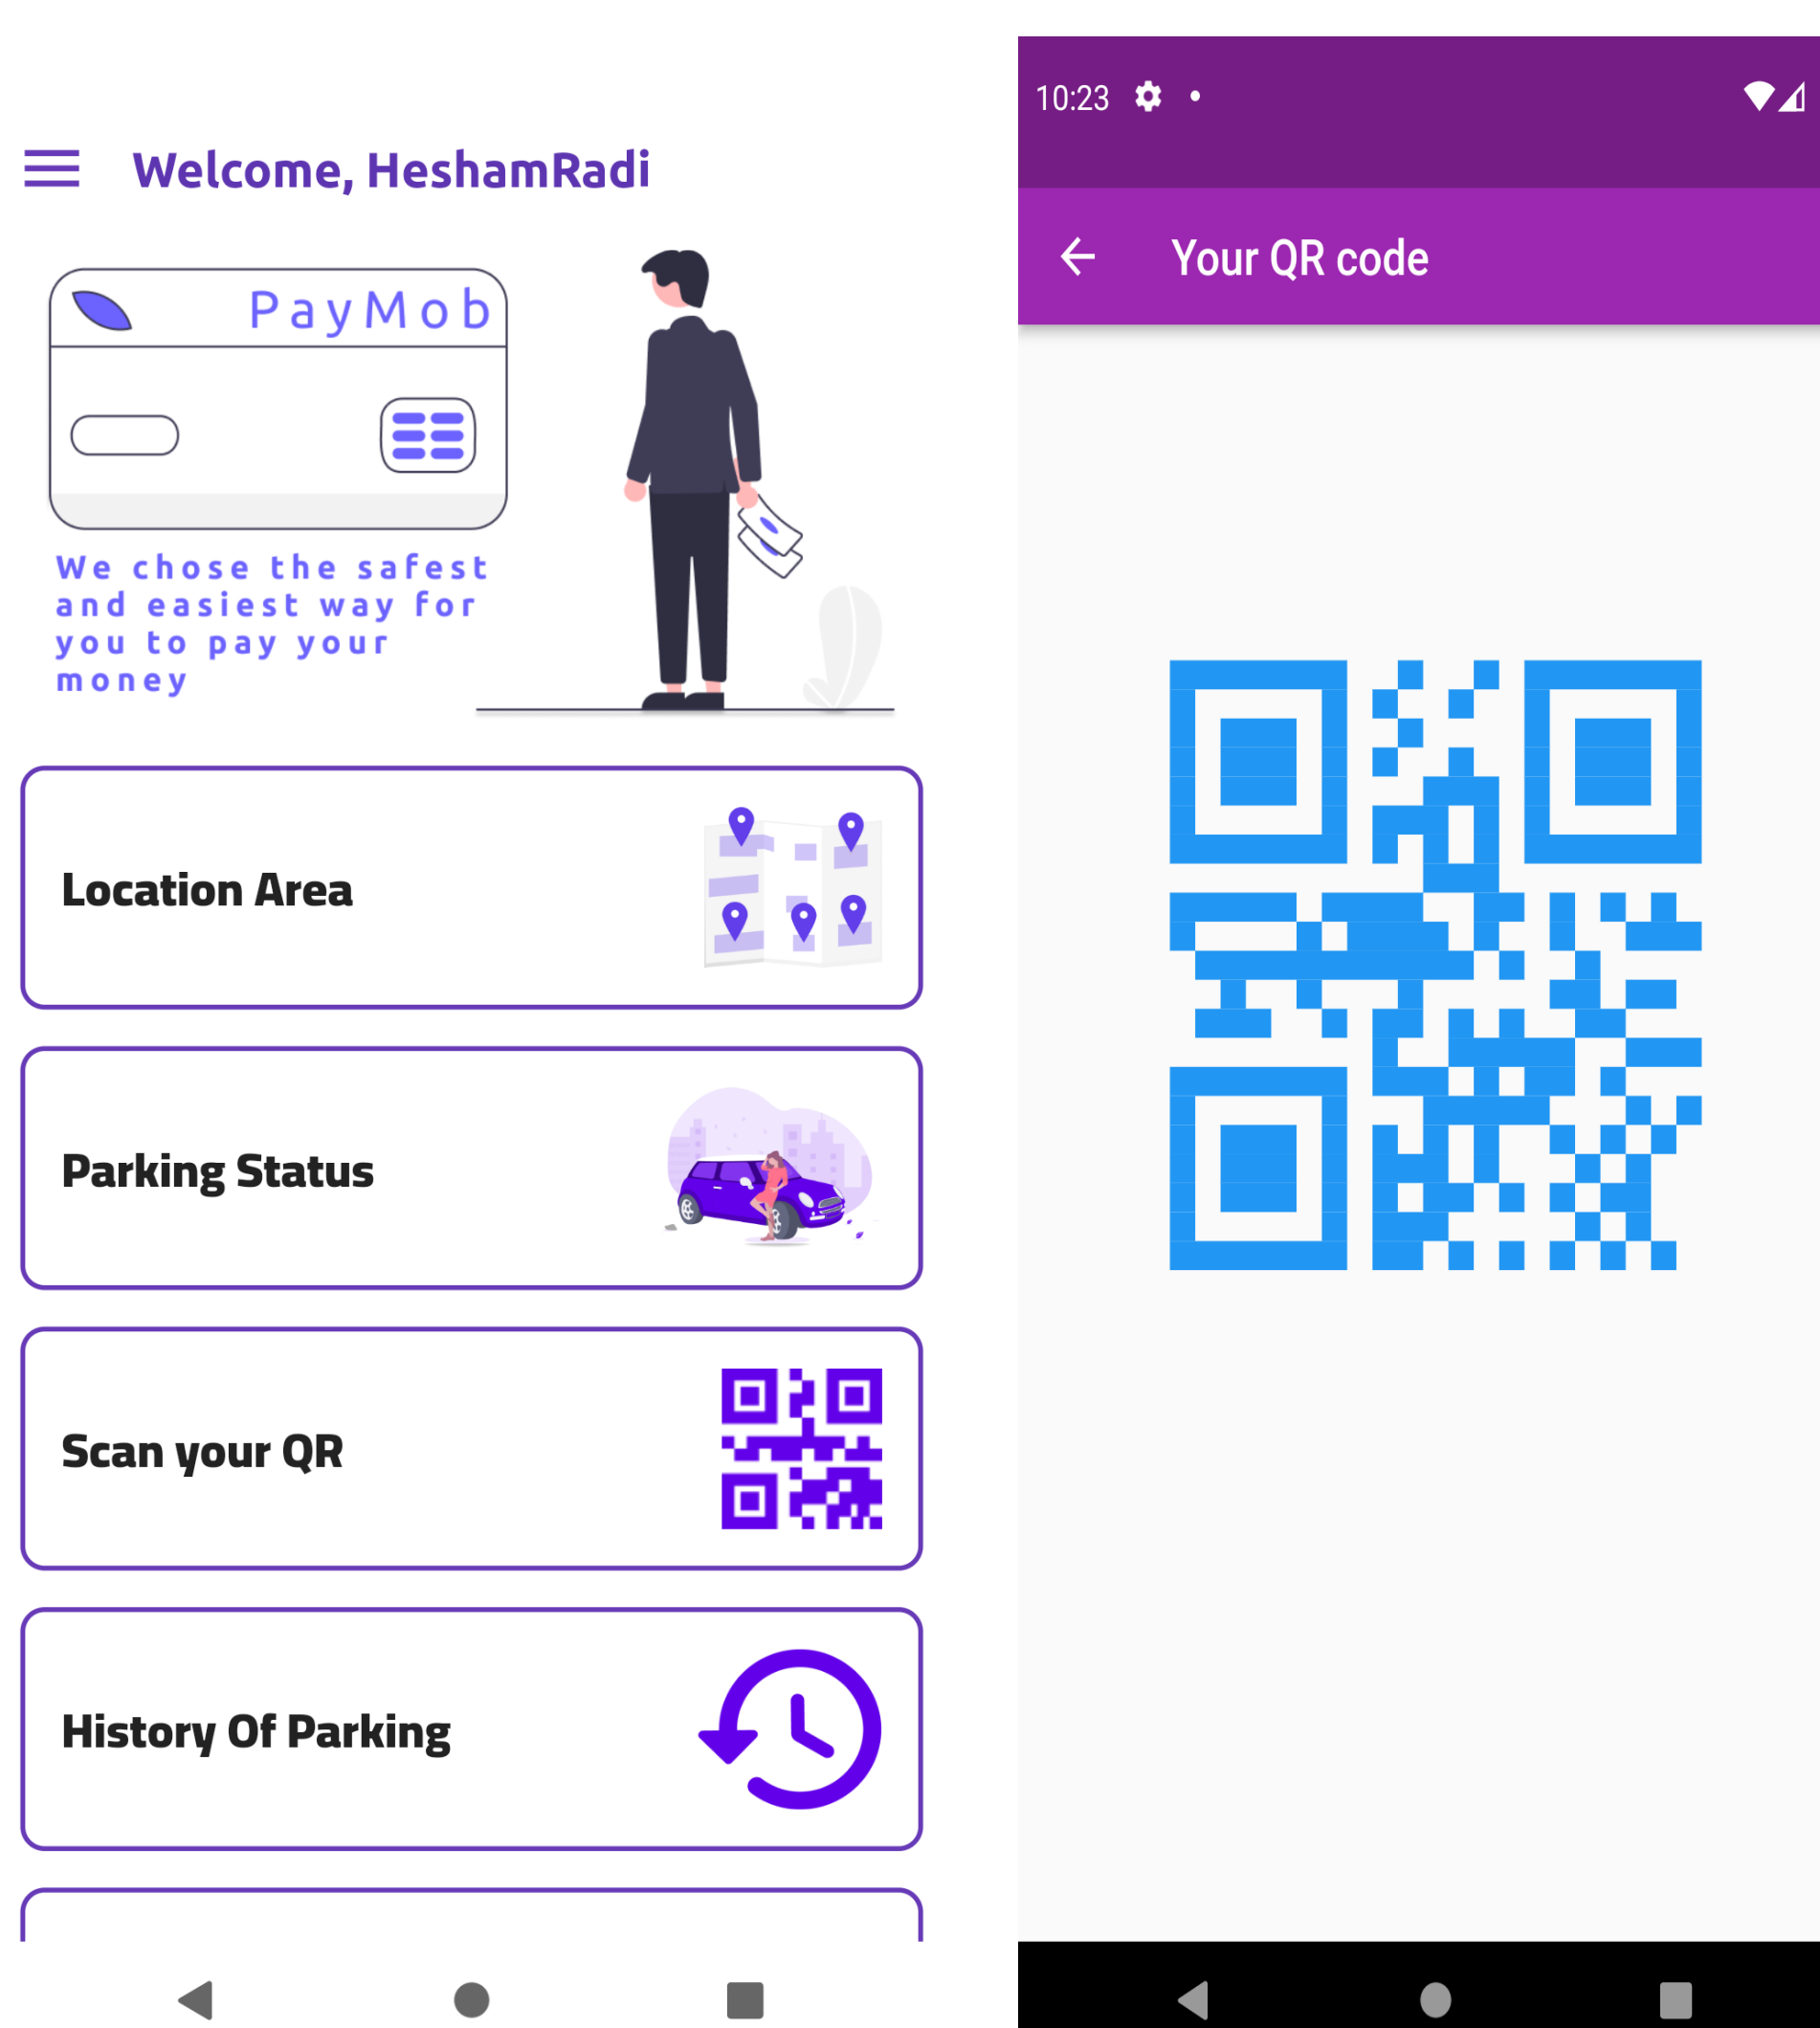 Welcome, HeshamRadi
PayMob
We chose the safest
and easiest way for
you to pay your
money
Location Area
Parking Status
Scan your QR
History Of Parking
10:23
Your QR code